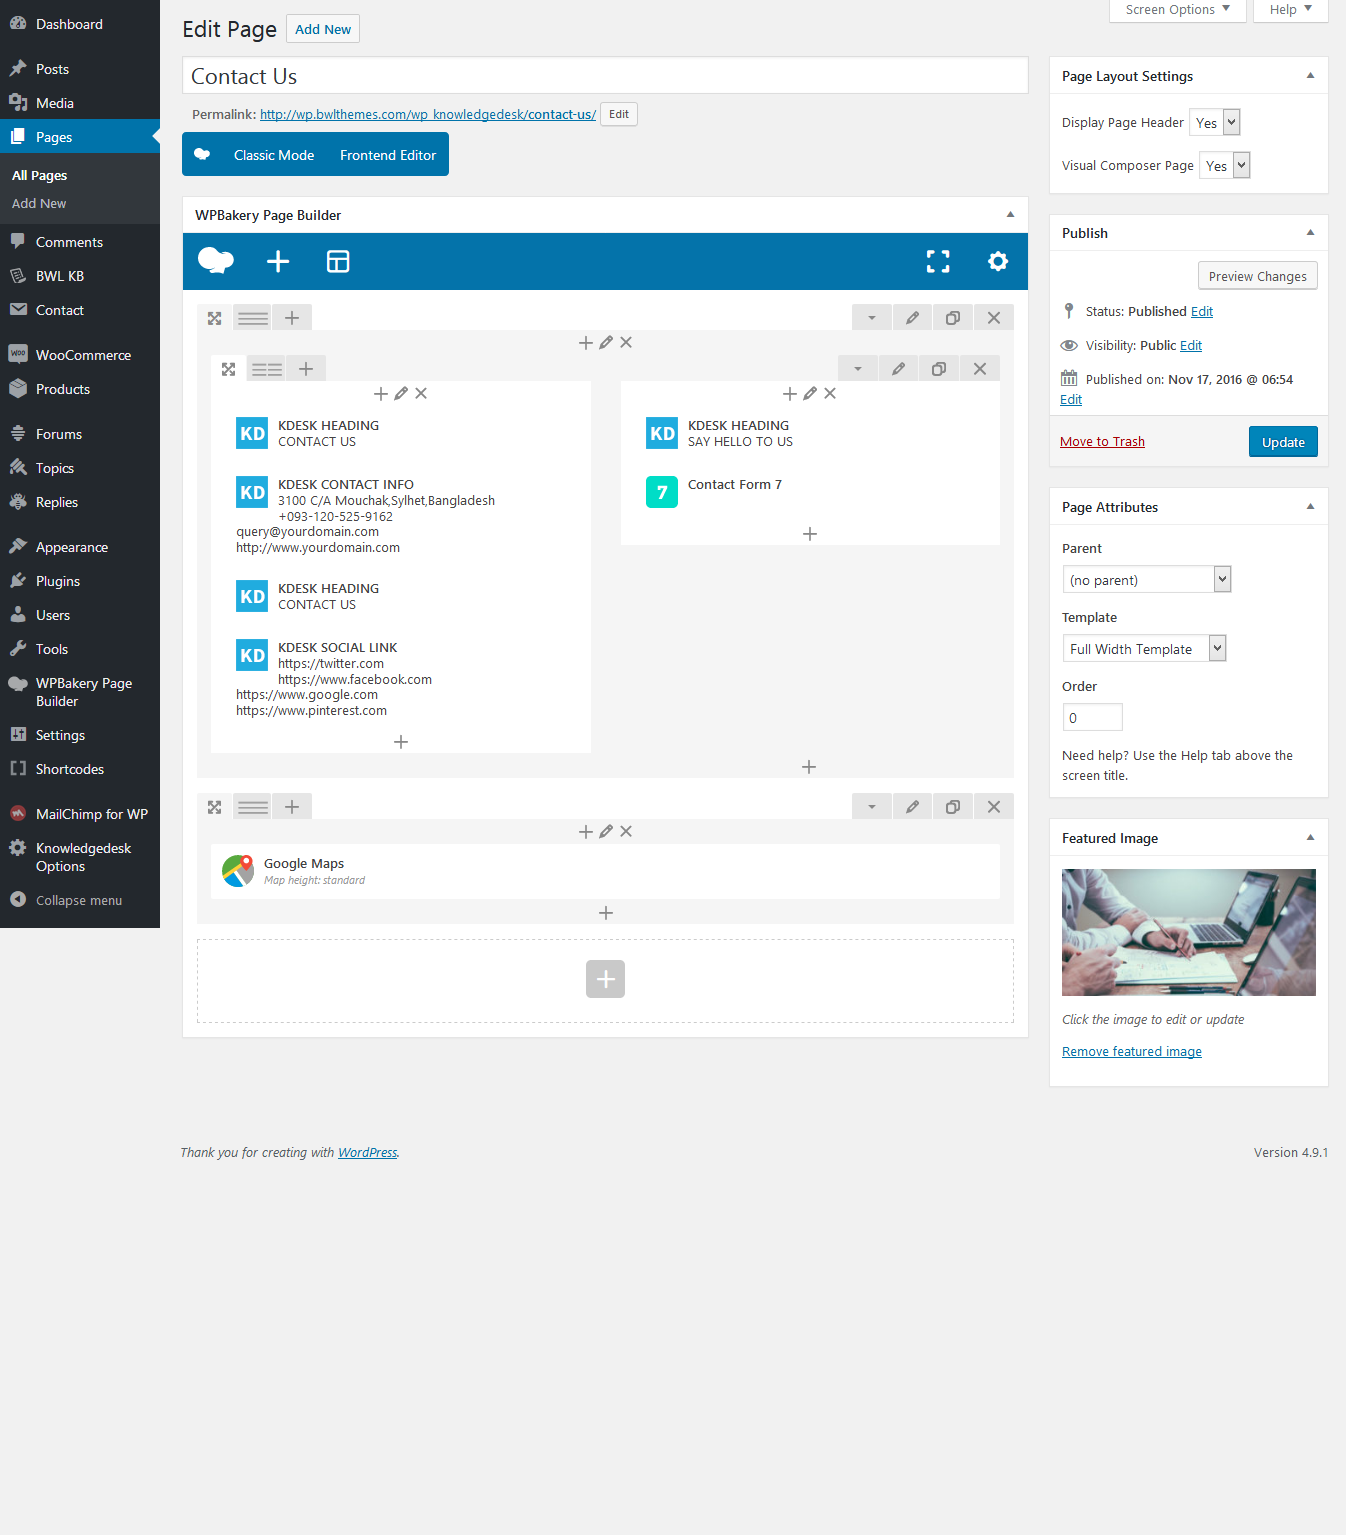 Dashboard
Posts
Media
Pages
All Pages
Add New
Comments
BWL KB
Contact
WooCommerce
Products
Forums
Topics
Replies
Appearance
Plugins
Users
Tools
WPBakery Page
Builder
Settings
Shortcodes
MailChimp for WP
Knowledgedesk
Options
Collapse menu
Screen Options
Help
Edit Page
Add New
Contact Us
Permalink: http://wp.bwlthemes.com/wp_knowledgedesk/contact-us/ Edit
Classic Mode
Frontend Editor
WPBakery Page Builder
KD
KDESK HEADING
CONTACT US
KD
KDESK CONTACT INFO
3100 C/A Mouchak,Sylhet,Bangladesh
+093-120-525-9162
query@yourdomain.com
http://www.yourdomain.com
KD
KDESK HEADING
CONTACT US
KD
KDESK SOCIAL LINK
https://twitter.com
https://www.facebook.com
https://www.google.com
https://www.pinterest.com
KD
KDESK HEADING
SAY HELLO TO US
7
Contact Form 7
Google Maps
Map height: standard
Page Layout Settings
Display Page Header Yes
Visual Composer Page Yes
Publish
Preview Changes
Status: Published Edit
Visibility: Public Edit
Published on: Nov 17, 2016 @ 06:54
Edit
Move to Trash
Update
Page Attributes
Parent
(no parent)
Template
Full Width Template
Order
0
Need help? Use the Help tab above the
screen title.
Featured Image
Click the image to edit or update
Remove featured image
Thank you for creating with WordPress.
Version 4.9.1